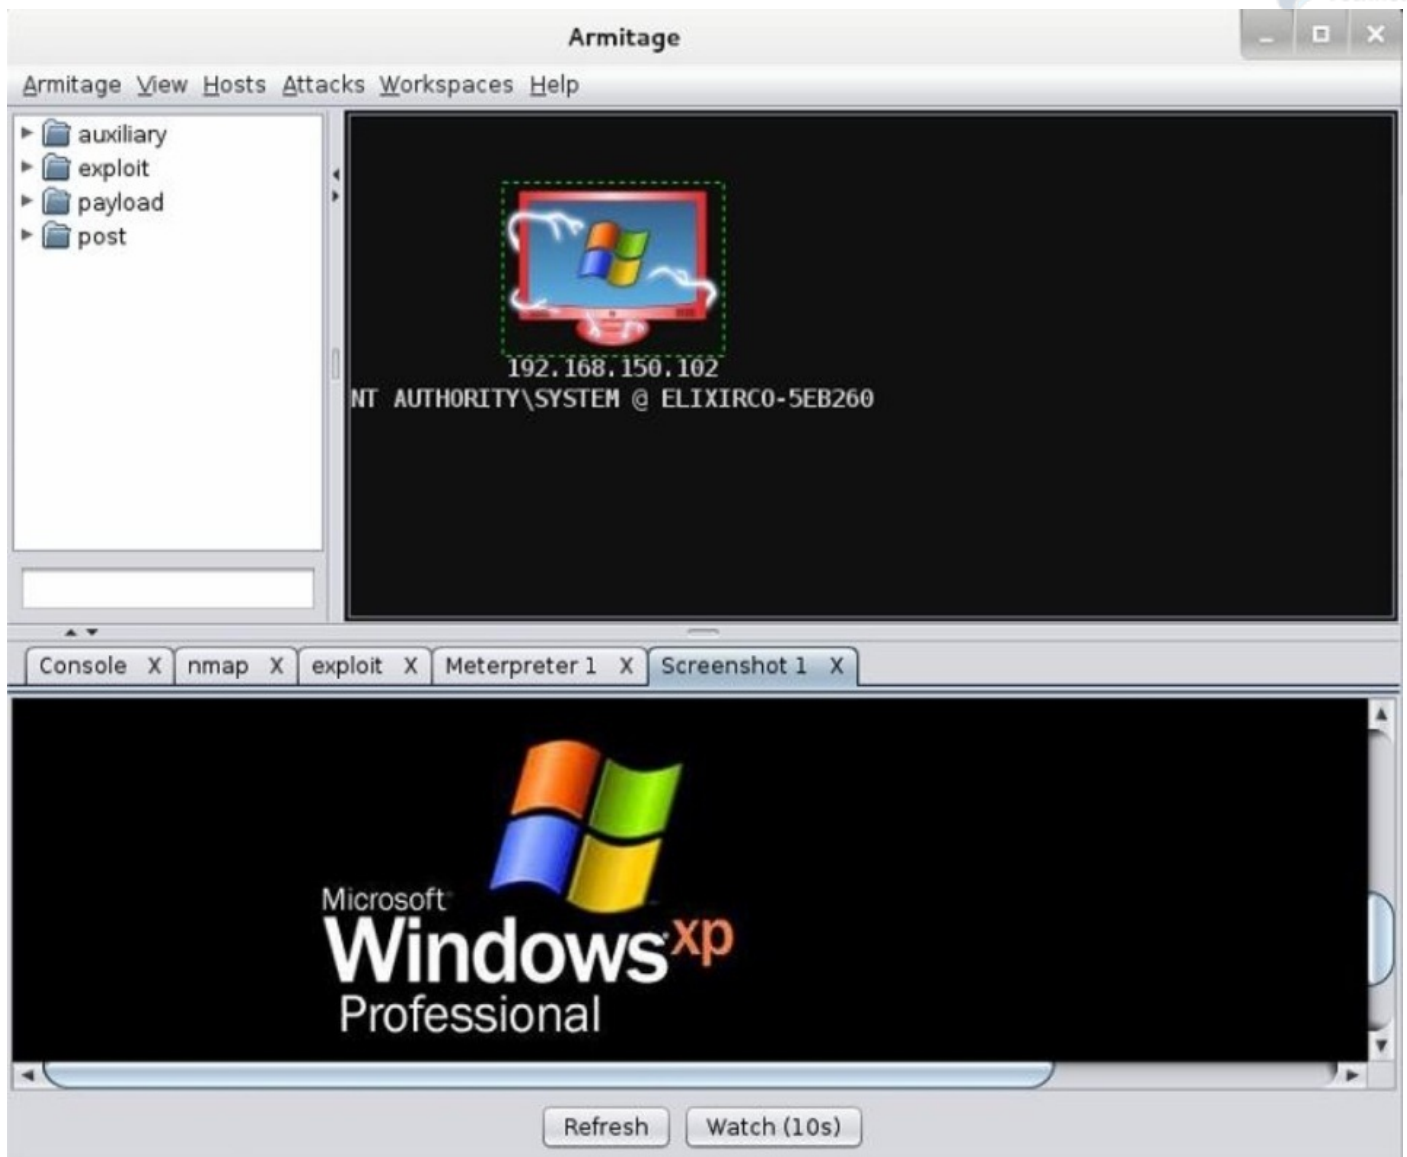 Armitage
Armitage View Hosts Attacks Workspaces Help
auxiliary
exploit
payload
post
192.168.150.102
NT AUTHORITY\SYSTEM @ ELIXIRCO-5EB260
Console X nmap X exploit X Meterpreter 1 X Screenshot 1 X
Microsoft
Windows xp
Professional
Refresh Watch (10s)